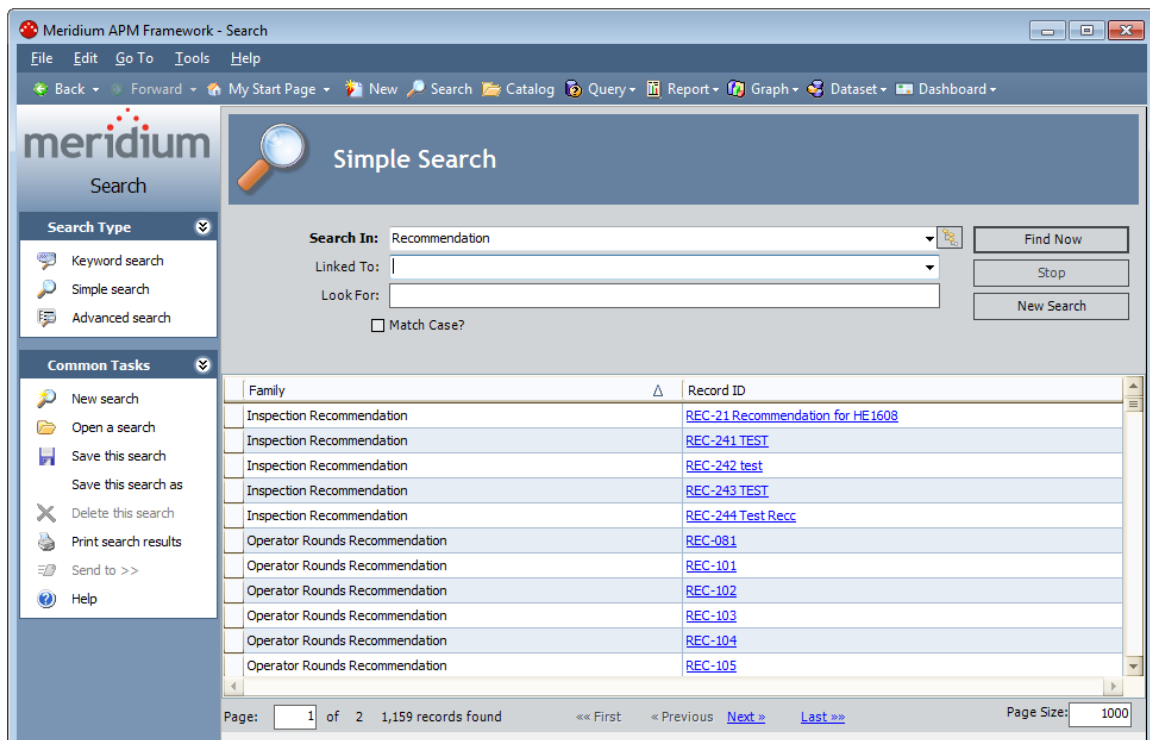 Meridium APM Framework - Search
File Edit Go To Tools Help
Back Forward My Start Page New Search Catalog Query Report Graph Dataset Dashboard
meridium
Search
Simple Search
Search Type
Keyword search
Simple search
Advanced search
Search In: Recommendation
Linked To:
Look For:
Match Case?
Find Now
Stop
New Search
Common Tasks
New search
Open a search
Save this search
Save this search as
Delete this search
Print search results
Send to >>
Help
Family Record ID
Inspection Recommendation REC-21 Recommendation for HE1608
Inspection Recommendation REC-241 TEST
Inspection Recommendation REC-242 test
Inspection Recommendation REC-243 TEST
Inspection Recommendation REC-244 Test Recc
Operator Rounds Recommendation REC-081
Operator Rounds Recommendation REC-101
Operator Rounds Recommendation REC-102
Operator Rounds Recommendation REC-103
Operator Rounds Recommendation REC-104
Operator Rounds Recommendation REC-105
Page: 1 of 2 1,159 records found «« First « Previous Next » Last »» Page Size: 1000